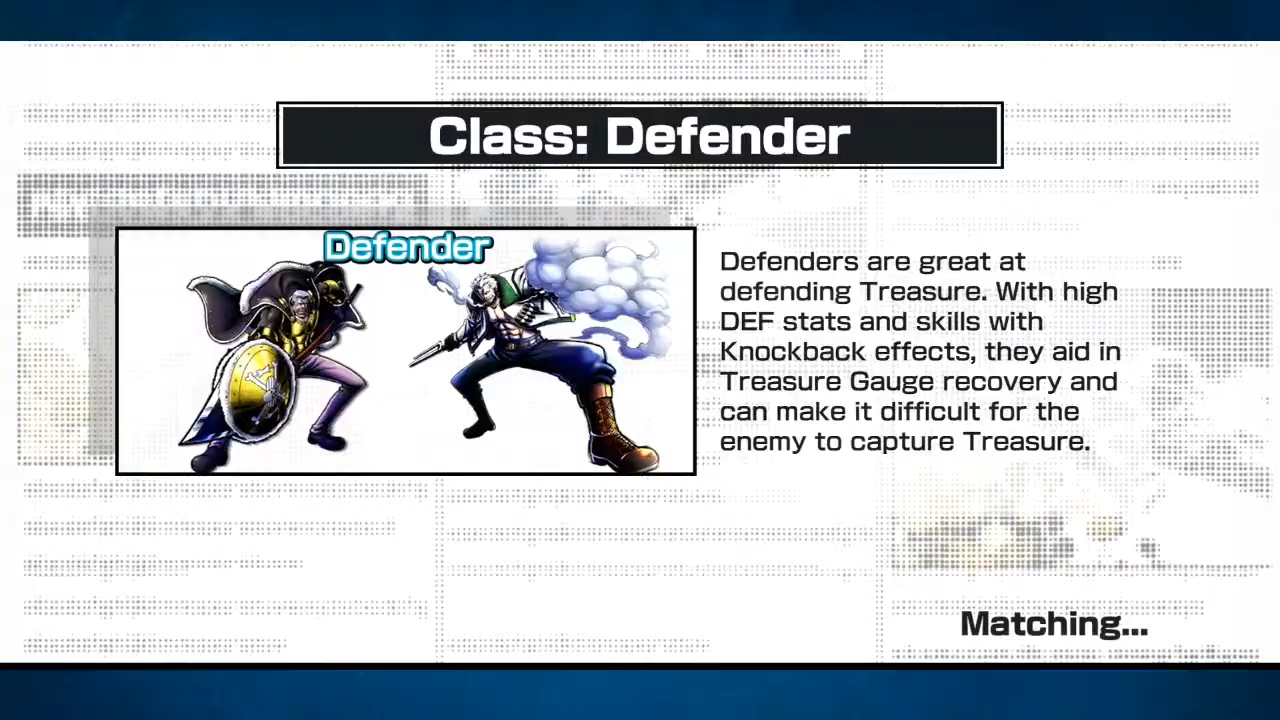 Class: Defender
Defender
Defenders are great at
defending Treasure. With high
DEF stats and skills with
Knockback effects, they aid in
Treasure Gauge recovery and
can make it difficult for the
enemy to capture Treasure.
Matching...